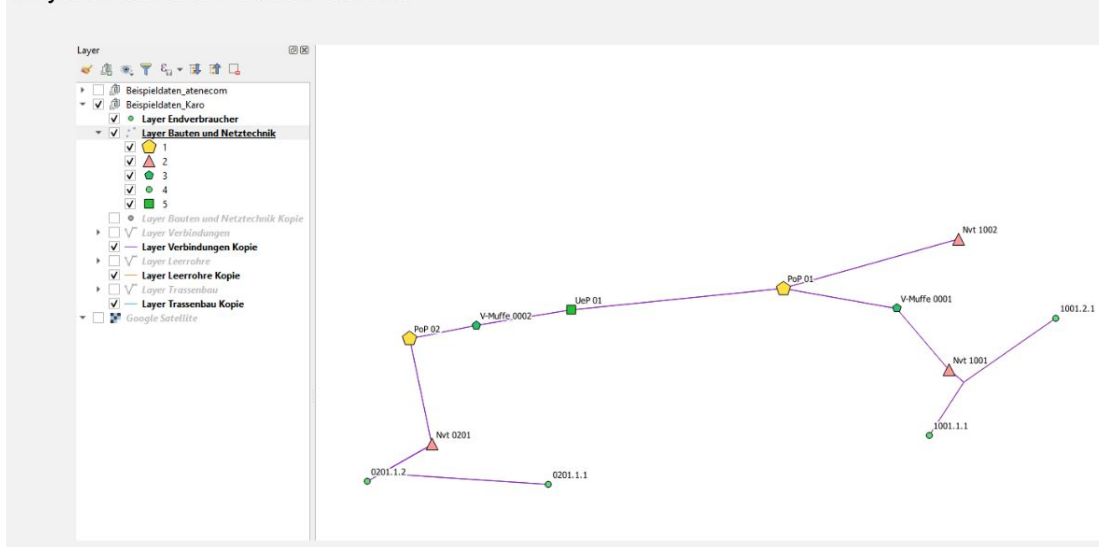 Layer
Beispieldaten_atenecom
Beispieldaten_Karo
Layer Endverbraucher
Layer Bauten und Netztechnik
1
2
3
4
5
Layer Bauten und Netztechnik Kopie
Layer Verbindungen
Layer Verbindungen Kopie
Layer Leerrohre
Layer Leerrohre Kopie
Layer Trassenbau
Layer Trassenbau Kopie
Google Satellite
Nvt 1002
PoP 01
V-Muffe 0001
UeP 01
1001.2.1
V-Muffe 0002
PoP 02
Nvt 1001
1001.1.1
Nvt 0201
0201.1.2
0201.1.1